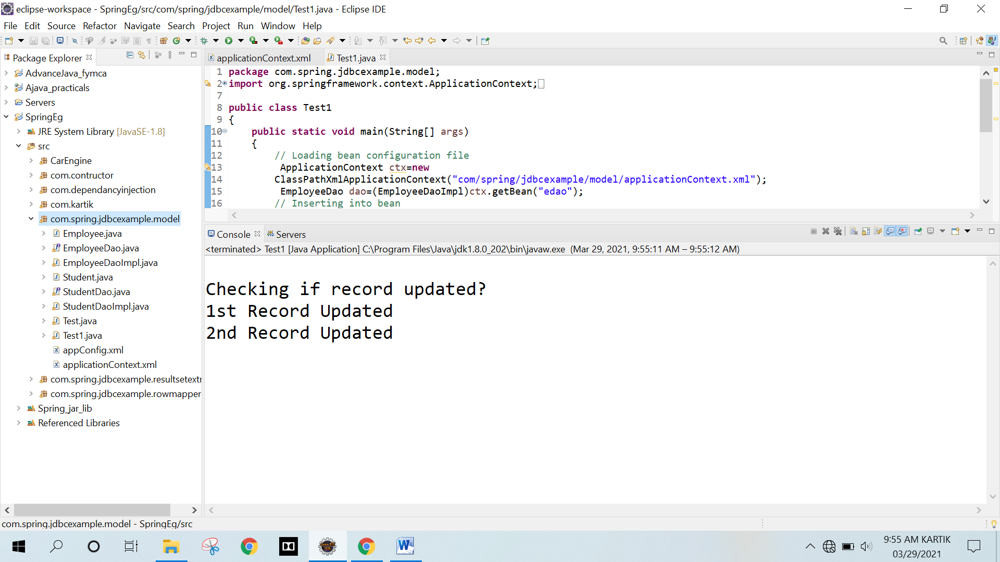 eclipse-workspace - SpringEg/src/com/spring/jdbcexample/model/Test1.java - Eclipse IDE
File Edit Source Refactor Navigate Search Project Run Window Help
Package Explorer
AdvanceJava_fymca
Ajava_practicals
Servers
SpringEg
JRE System Library [JavaSE-1.8]
src
CarEngine
com.contructor
com.dependancyinjection
com.kartik
com.spring.jdbcexample.model
Employee.java
EmployeeDao.java
EmployeeDaoImpl.java
Student.java
StudentDao.java
StudentDaoImpl.java
Test.java
Test1.java
appConfig.xml
applicationContext.xml
com.spring.jdbcexample.resultsetextr
com.spring.jdbcexample.rowmapper
Spring_jar_lib
Referenced Libraries
applicationContext.xml Test1.java
1 package com.spring.jdbcexample.model;
2 import org.springframework.context.ApplicationContext;
7
8 public class Test1
9 {
10 public static void main(String[] args)
11 {
12 // Loading bean configuration file
13 ApplicationContext ctx=new
14 ClassPathXmlApplicationContext("com/spring/jdbcexample/model/applicationContext.xml");
15 EmployeeDao dao=(EmployeeDaoImpl)ctx.getBean("edao");
16 // Inserting into bean
Console Servers
<terminated> Test1 [Java Application] C:\Program Files\Java\jdk1.8.0_202\bin\javaw.exe (Mar 29, 2021, 9:55:11 AM – 9:55:12 AM)
Checking if record updated?
1st Record Updated
2nd Record Updated
com.spring.jdbcexample.model - SpringEg/src
Java EE
IDE
W
9:55 AM KARTIK
03/29/2021